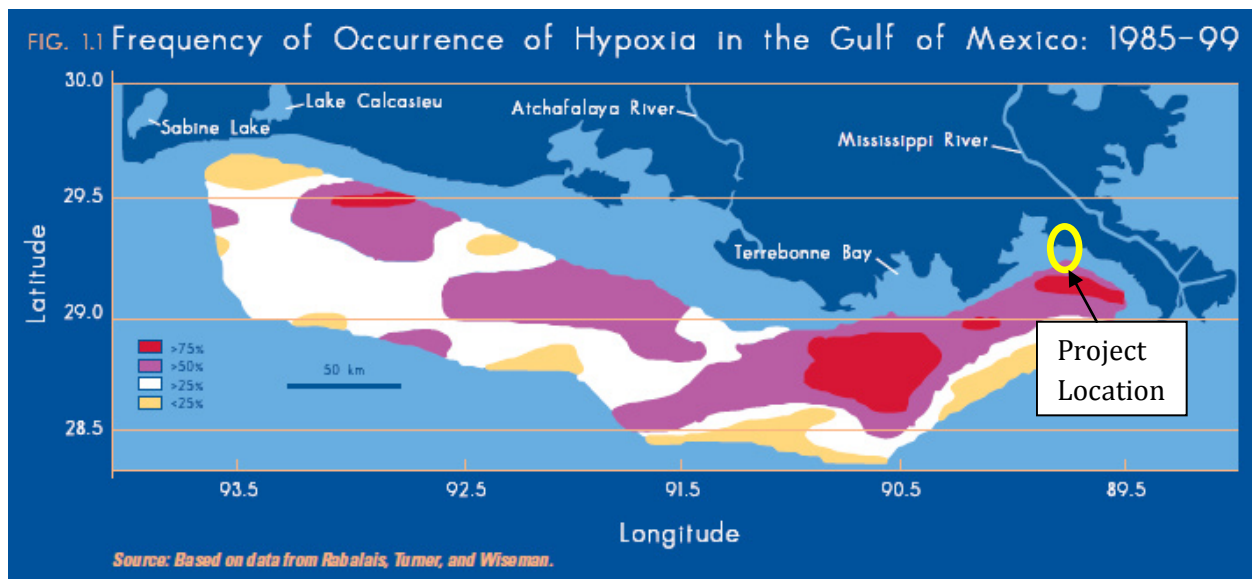 FIG. 1.1 Frequency of Occurrence of Hypoxia in the Gulf of Mexico: 1985-99
30.0
Lake Calcasieu
Sabine Lake
Atchafalaya River
Mississippi River
29.5
Terrebonne Bay
Latitude
29.0
>75%
>50%
>25%
<25%
50 km
Project
Location
28.5
93.5 92.5 91.5 90.5 89.5
Longitude
Source: Based on data from Rabalais, Turner, and Wiseman.